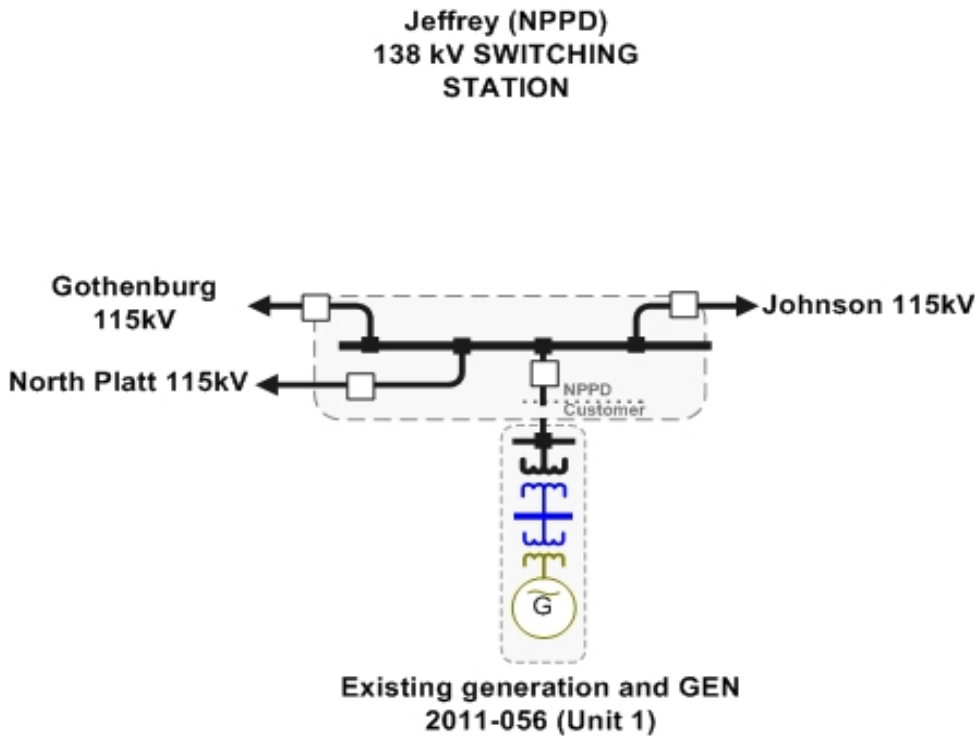 Jeffrey (NPPD)
138 kV SWITCHING
STATION
Gothenburg
115kV
Johnson 115kV
North Platt 115kV
NPPD
Customer
G
Existing generation and GEN
2011-056 (Unit 1)